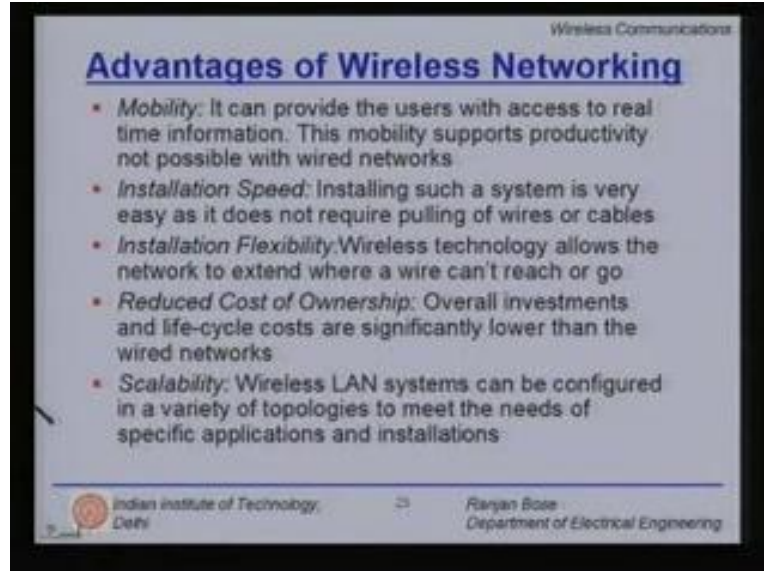 Wireless Communications
Advantages of Wireless Networking
• Mobility: It can provide the users with access to real
time information. This mobility supports productivity
not possible with wired networks
• Installation Speed: Installing such a system is very
easy as it does not require pulling of wires or cables
• Installation Flexibility:Wireless technology allows the
network to extend where a wire can't reach or go
• Reduced Cost of Ownership: Overall investments
and life-cycle costs are significantly lower than the
wired networks
• Scalability: Wireless LAN systems can be configured
in a variety of topologies to meet the needs of
specific applications and installations
Indian Institute of Technology,
Delhi
Ranjan Bose
Department of Electrical Engineering